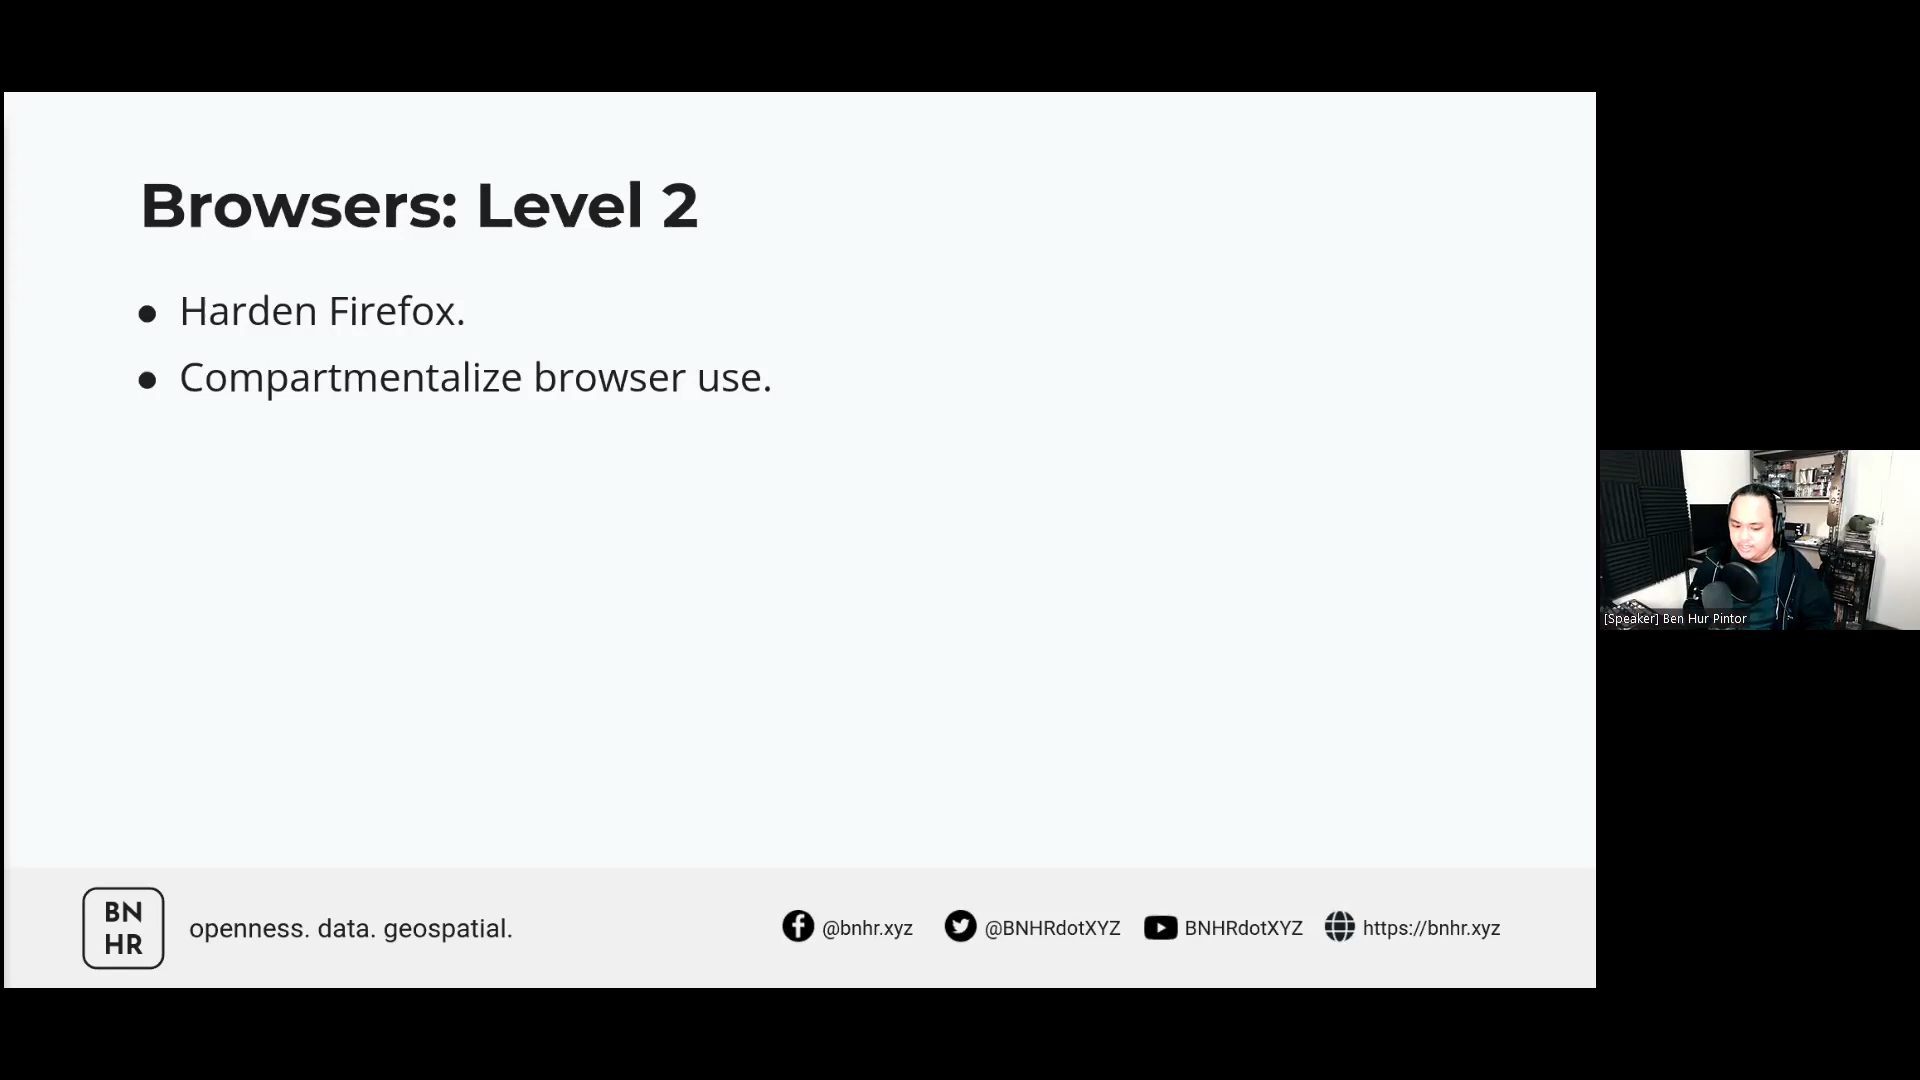 Browsers: Level 2
● Harden Firefox.
● Compartmentalize browser use.
[Speaker] Ben Hur Pintor
BN
HR
openness. data. geospatial.
@bnhr.xyz
@BNHRdotXYZ
BNHRdotXYZ
https://bnhr.xyz